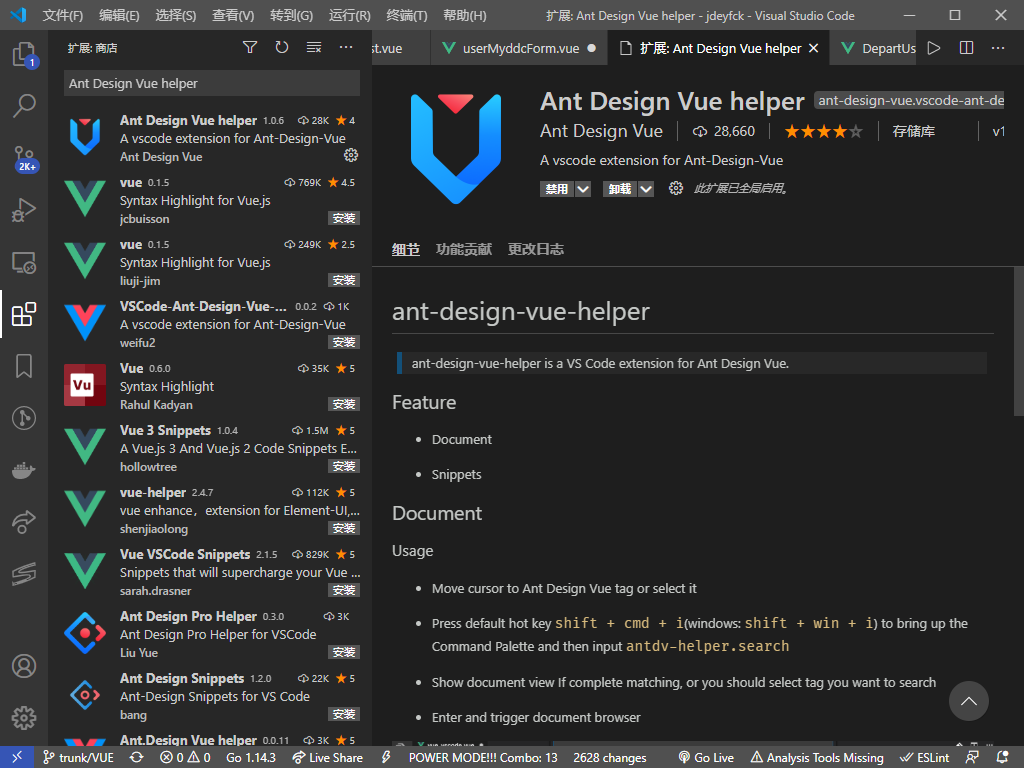 文件(F) 编辑(E) 选择(S) 查看(V) 转到(G) 运行(R) 终端(T) 帮助(H) 扩展: Ant Design Vue helper - jdeyfck - Visual Studio Code
扩展: 商店
st.vue userMyddcForm.vue 扩展: Ant Design Vue helper DepartUs
1
2K+
Ant Design Vue helper
Ant Design Vue helper 1.0.6 28K 4
A vscode extension for Ant-Design-Vue
Ant Design Vue
vue 0.1.5 769K 4.5
Syntax Highlight for Vue.js
jcbuisson 安装
vue 0.1.5 249K 2.5
Syntax Highlight for Vue.js
liuji-jim 安装
VSCode-Ant-Design-Vue-... 0.0.2 1K
A vscode extension for Ant-Design-Vue
weifu2 安装
Vu
Vue 0.6.0 35K 5
Syntax Highlight
Rahul Kadyan 安装
Vue 3 Snippets 1.0.4 1.5M 5
A Vue.js 3 And Vue.js 2 Code Snippets E...
hollowtree 安装
vue-helper 2.4.7 112K 5
vue enhance，extension for Element-UI,...
shenjiaolong 安装
Vue VSCode Snippets 2.1.5 829K 5
Snippets that will supercharge your Vue ...
sarah.drasner 安装
Ant Design Pro Helper 0.3.0 3K
Ant Design Pro Helper for VSCode
Liu Yue 安装
Ant Design Snippets 1.2.0 22K 5
Ant-Design Snippets for VS Code
bang 安装
Ant.Design Vue helper 0.0.11 3K 5
Ant Design Vue helper ant-design-vue.vscode-ant-de
Ant Design Vue 28,660 存储库 v1
A vscode extension for Ant-Design-Vue
禁用 卸载 此扩展已全局启用。
细节 功能贡献 更改日志
ant-design-vue-helper
ant-design-vue-helper is a VS Code extension for Ant Design Vue.
Feature
• Document
• Snippets
Document
Usage
• Move cursor to Ant Design Vue tag or select it
• Press default hot key shift + cmd + i(windows: shift + win + i) to bring up the
Command Palette and then input antdv-helper.search
• Show document view If complete matching, or you should select tag you want to search
• Enter and trigger document browser
trunk/VUE 0 0 Go 1.14.3 Live Share POWER MODE!!! Combo: 13 2628 changes Go Live Analysis Tools Missing ESLint